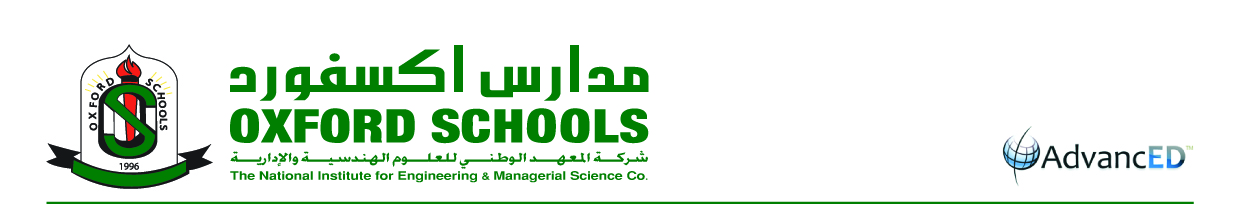 OXFORD SCHOOLS
1996
مدارس اكسفورد
OXFORD SCHOOLS
شركة المعهد الوطني للعلوم الهندسية والإدارية
The National Institute for Engineering & Managerial Science Co.
AdvancED™